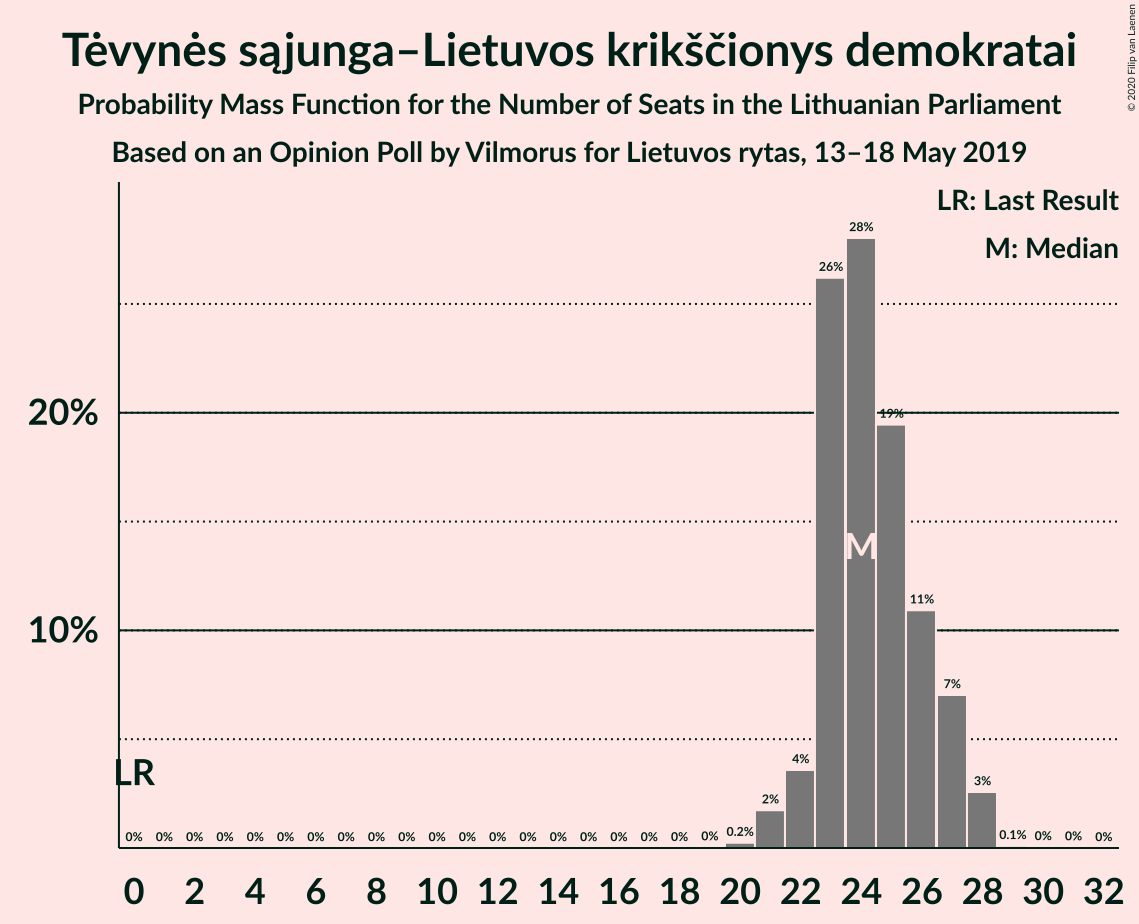 Tėvynės sąjunga–Lietuvos krikščionys demokratai
Probability Mass Function for the Number of Seats in the Lithuanian Parliament
Based on an Opinion Poll by Vilmorus for Lietuvos rytas, 13–18 May 2019
© 2020 Filip van Laenen
LR: Last Result
M: Median
28%
26%
20%
19%
M
11%
10%
7%
LR
4%
3%
2%
0% 0% 0% 0% 0% 0% 0% 0% 0% 0% 0% 0% 0% 0% 0% 0% 0% 0% 0% 0% 0.2% 0.1% 0% 0% 0%
0 2 4 6 8 10 12 14 16 18 20 22 24 26 28 30 32